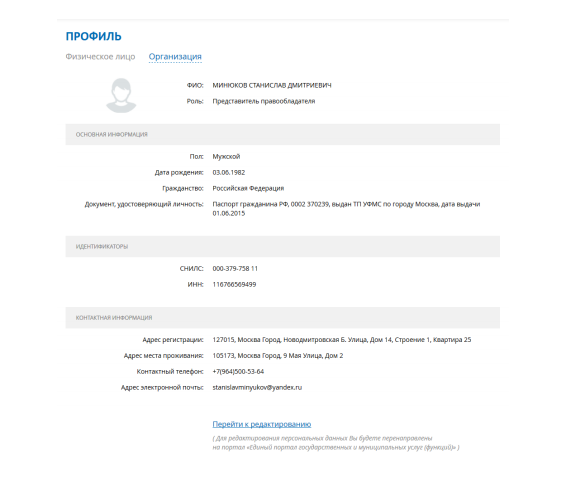 ПРОФИЛЬ
Физическое лицо Организация
ФИО: МИНЮКОВ СТАНИСЛАВ ДМИТРИЕВИЧ
Роль: Представитель правообладателя
ОСНОВНАЯ ИНФОРМАЦИЯ
Пол: Мужской
Дата рождения: 03.06.1982
Гражданство: Российская Федерация
Документ, удостоверяющий личность: Паспорт гражданина РФ, 0002 370239, выдан ТП УФМС по городу Москва, дата выдачи
01.06.2015
ИДЕНТИФИКАТОРЫ
СНИЛС: 000-379-758 11
ИНН: 116766569499
КОНТАКТНАЯ ИНФОРМАЦИЯ
Адрес регистрации: 127015, Москва Город, Новодмитровская Б. Улица, Дом 14, Строение 1, Квартира 25
Адрес места проживания: 105173, Москва Город, 9 Мая Улица, Дом 2
Контактный телефон: +7(964)500-53-64
Адрес электронной почты: stanislavminyukov@yandex.ru
Перейти к редактированию
( Для редактирования персональных данных Вы будете перенаправлены
на портал «Единый портал государственных и муниципальных услуг (функций)» )